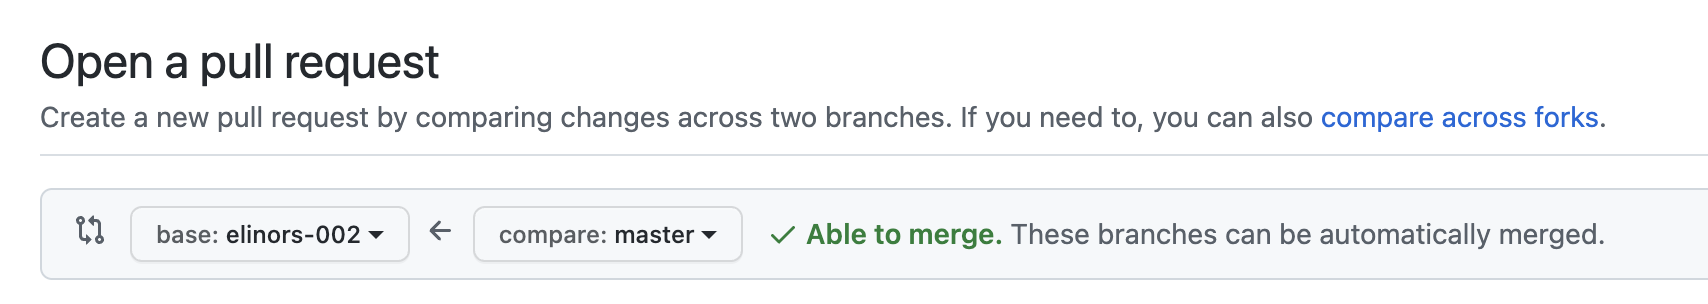 Open a pull request
Create a new pull request by comparing changes across two branches. If you need to, you can also compare across forks.
base: elinors-002 compare: master Able to merge. These branches can be automatically merged.